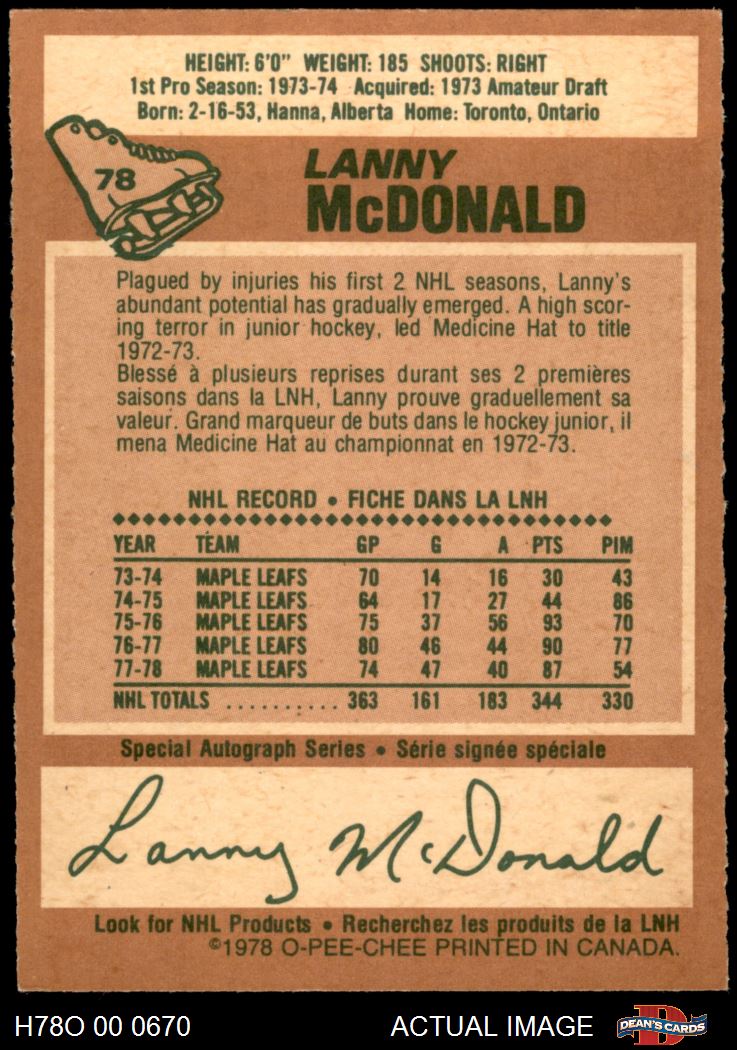 HEIGHT: 6'0" WEIGHT: 185 SHOOTS: RIGHT
1st Pro Season: 1973-74 Acquired: 1973 Amateur Draft
Born: 2-16-53, Hanna, Alberta Home: Toronto, Ontario
78
LANNY
McDONALD
Plagued by injuries his first 2 NHL seasons, Lanny's
abundant potential has gradually emerged. A high scor-
ing terror in junior hockey, led Medicine Hat to title
1972-73.
Blessé à plusieurs reprises durant ses 2 premières
saisons dans la LNH, Lanny prouve graduellement sa
valeur. Grand marqueur de buts dans le hockey junior, il
mena Medicine Hat au championnat en 1972-73.
NHL RECORD • FICHE DANS LA LNH
YEAR TEAM GP G A PTS PIM
73-74 MAPLE LEAFS 70 14 16 30 43
74-75 MAPLE LEAFS 64 17 27 44 86
75-76 MAPLE LEAFS 75 37 56 93 70
76-77 MAPLE LEAFS 80 46 44 90 77
77-78 MAPLE LEAFS 74 47 40 87 54
NHL TOTALS .......... 363 161 183 344 330
Special Autograph Series • Série signée spéciale
Lanny McDonald
Look for NHL Products • Recherchez les produits de la LNH
©1978 O-PEE-CHEE PRINTED IN CANADA.
H78O 00 0670 ACTUAL IMAGE D DEAN'S CARDS